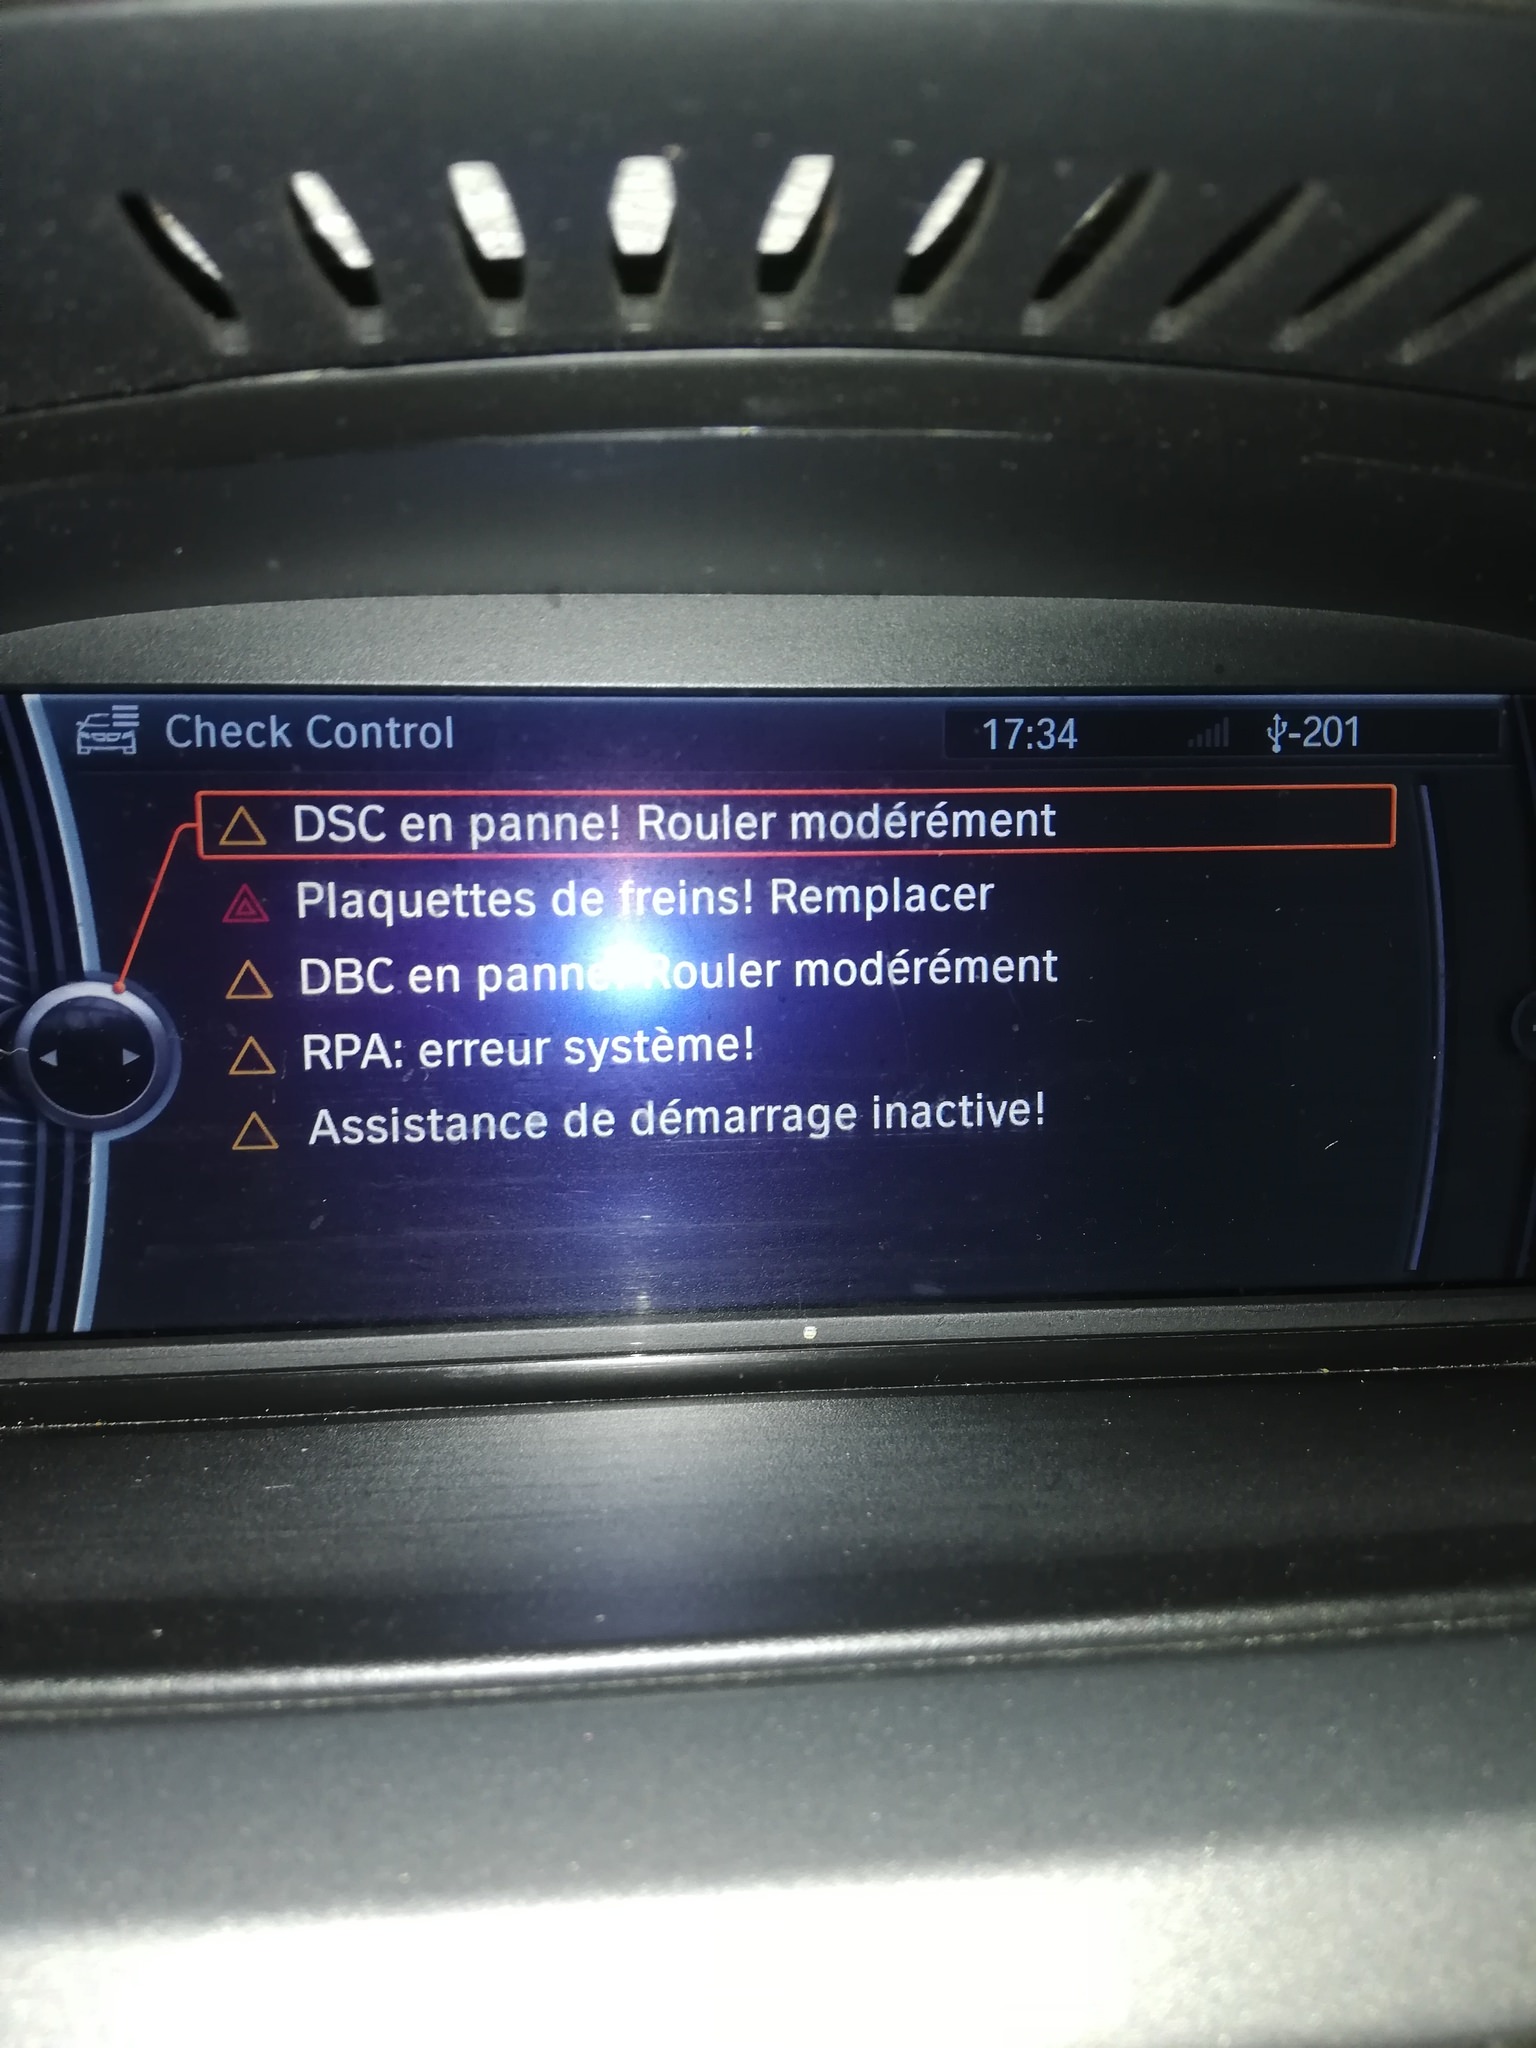 Check Control
17:34
-201
DSC en panne! Rouler modérément
Plaquettes de freins! Remplacer
DBC en panne! Rouler modérément
RPA: erreur système!
Assistance de démarrage inactive!